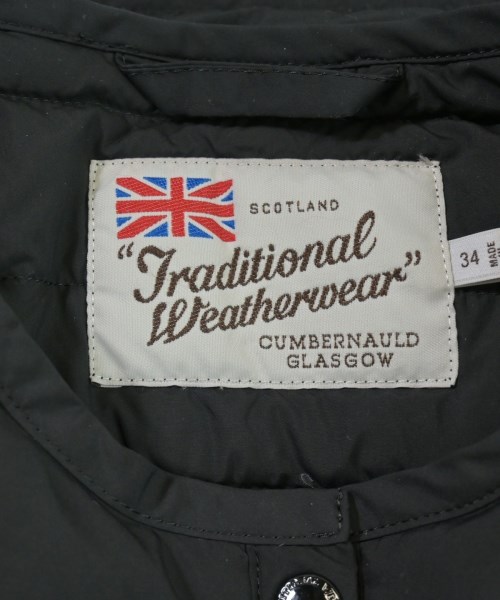 SCOTLAND
"Traditional
Weatherwear"
CUMBERNAULD
GLASGOW
34
MADE